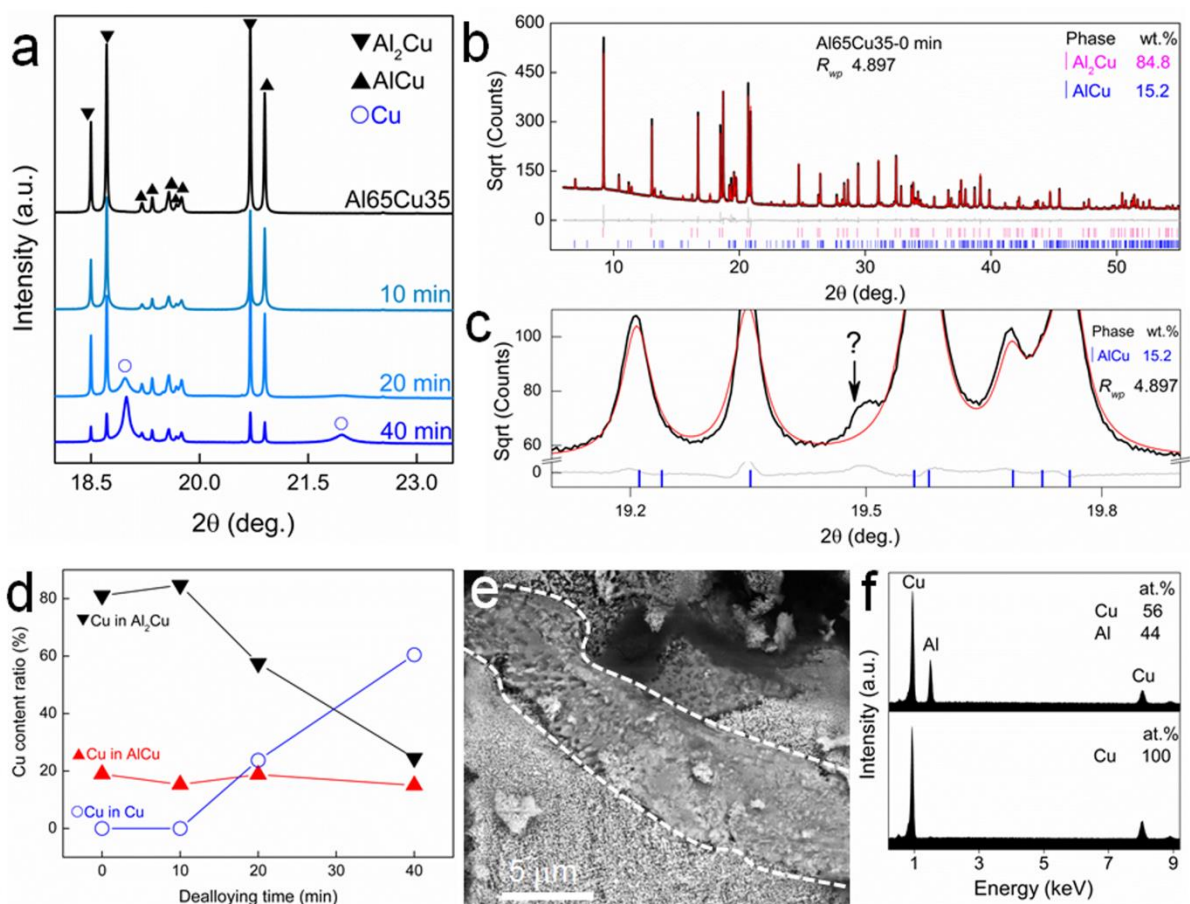 a
▼Al2Cu
▲AlCu
○Cu
Al65Cu35
10 min
20 min
40 min
Intensity (a.u.)
18.5 20.0 21.5 23.0
2θ (deg.)
b
Al65Cu35-0 min
Rwp 4.897
Phase wt.%
Al2Cu 84.8
AlCu 15.2
Sqrt (Counts)
600
450
300
150
0
10 20 30 40 50
2θ (deg.)
c
?
Phase wt.%
AlCu 15.2
Rwp 4.897
Sqrt (Counts)
100
80
60
0
19.2 19.5 19.8
2θ (deg.)
d
Cu content ratio (%)
80
60
40
20
0
▼Cu in Al2Cu
▲Cu in AlCu
○Cu in Cu
0 10 20 30 40
Dealloying time (min)
e
5 μm
f
Cu
Al
Cu
at.%
Cu 56
Al 44
at.%
Cu 100
Intensity (a.u.)
1 3 5 7 9
Energy (keV)